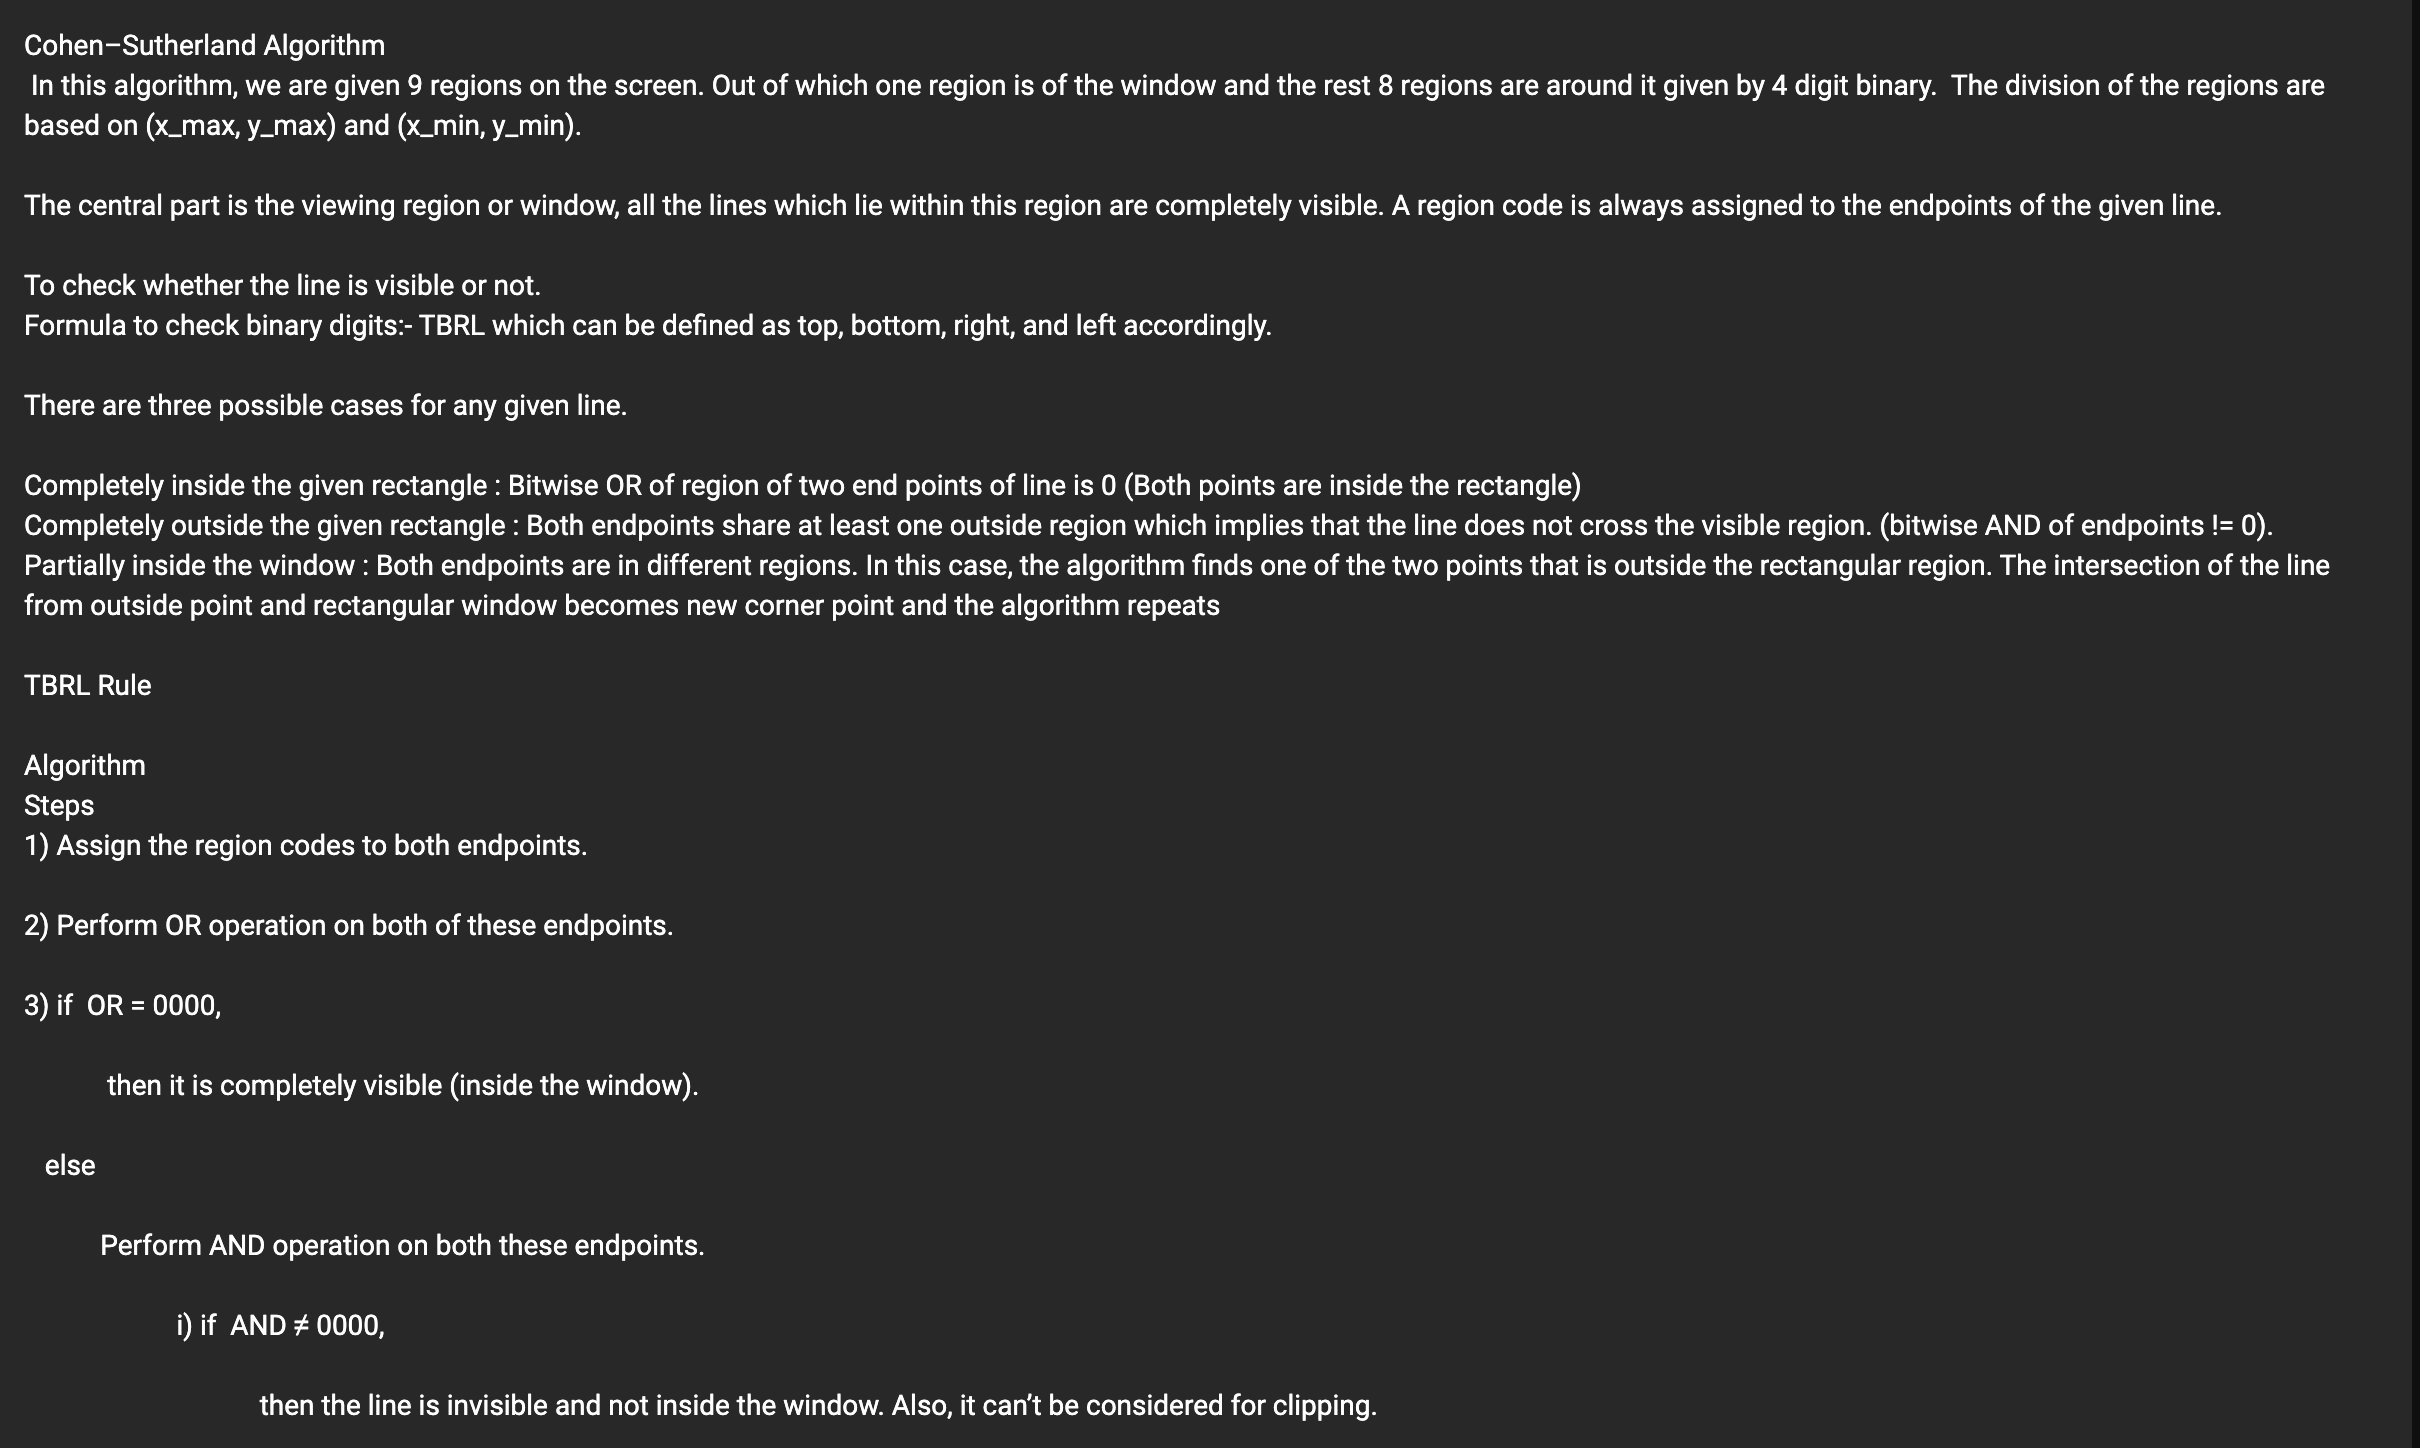 Cohen–Sutherland Algorithm
In this algorithm, we are given 9 regions on the screen. Out of which one region is of the window and the rest 8 regions are around it given by 4 digit binary.  The division of the regions are
based on (x_max, y_max) and (x_min, y_min).
The central part is the viewing region or window, all the lines which lie within this region are completely visible. A region code is always assigned to the endpoints of the given line.
To check whether the line is visible or not.
Formula to check binary digits:- TBRL which can be defined as top, bottom, right, and left accordingly.
There are three possible cases for any given line.
Completely inside the given rectangle : Bitwise OR of region of two end points of line is 0 (Both points are inside the rectangle)
Completely outside the given rectangle : Both endpoints share at least one outside region which implies that the line does not cross the visible region. (bitwise AND of endpoints != 0).
Partially inside the window : Both endpoints are in different regions. In this case, the algorithm finds one of the two points that is outside the rectangular region. The intersection of the line
from outside point and rectangular window becomes new corner point and the algorithm repeats
TBRL Rule
Algorithm
Steps
1) Assign the region codes to both endpoints.
2) Perform OR operation on both of these endpoints.
3) if  OR = 0000,
then it is completely visible (inside the window).
else
Perform AND operation on both these endpoints.
i) if  AND ≠ 0000,
then the line is invisible and not inside the window. Also, it can’t be considered for clipping.